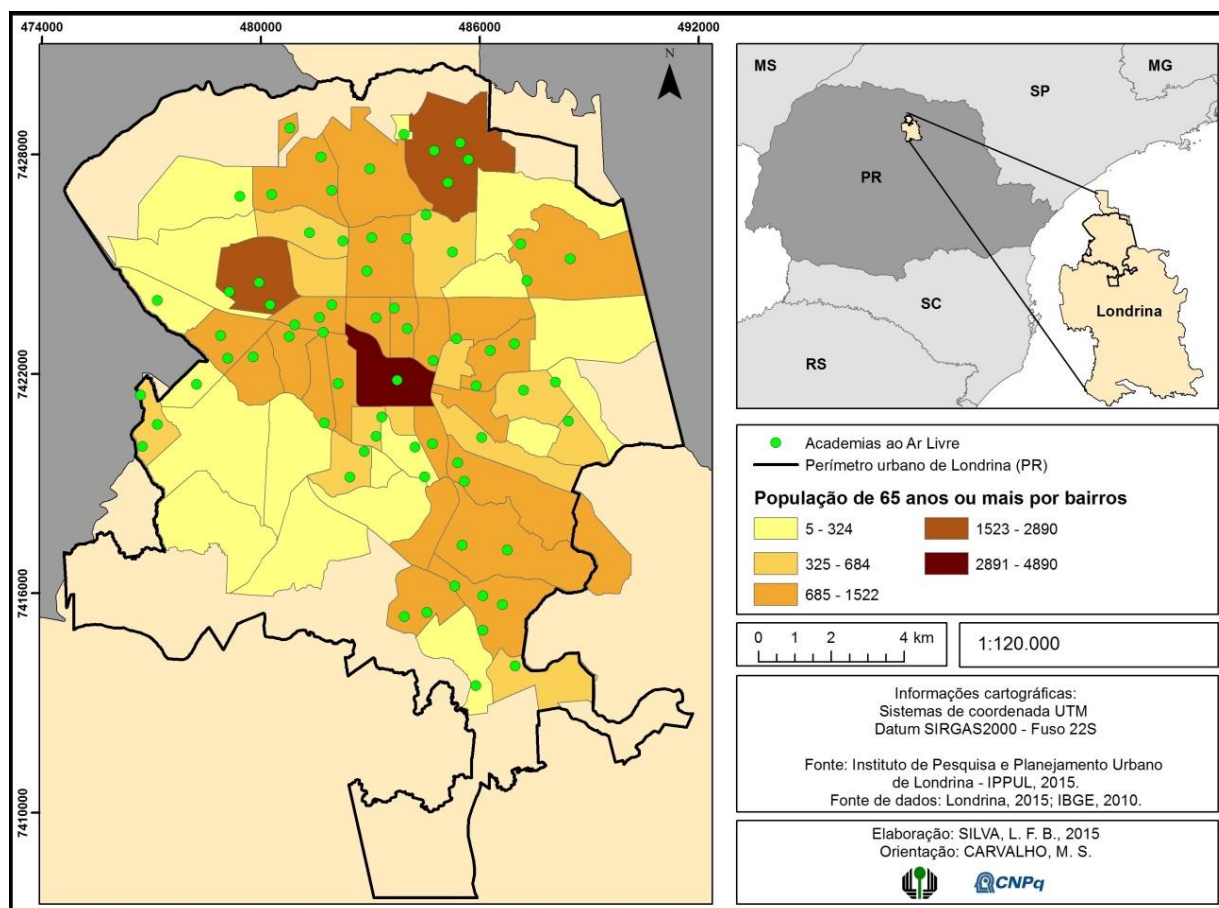 474000
480000
486000
492000
7428000
7422000
7416000
7410000
N
MS
SP
MG
PR
SC
RS
Londrina
Academias ao Ar Livre
Perímetro urbano de Londrina (PR)
População de 65 anos ou mais por bairros
5 - 324
1523 - 2890
325 - 684
2891 - 4890
685 - 1522
0 1 2 4 km
1:120.000
Informações cartográficas:
Sistemas de coordenada UTM
Datum SIRGAS2000 - Fuso 22S
Fonte: Instituto de Pesquisa e Planejamento Urbano
de Londrina - IPPUL, 2015.
Fonte de dados: Londrina, 2015; IBGE, 2010.
Elaboração: SILVA, L. F. B., 2015
Orientação: CARVALHO, M. S.
CNPq